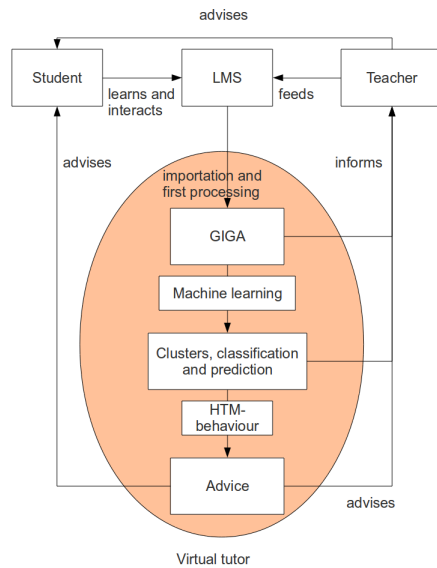 advises
Student
LMS
Teacher
learns and
interacts
feeds
advises
informs
importation and
first processing
GIGA
Machine learning
Clusters, classification
and prediction
HTM-
behaviour
Advice
advises
Virtual tutor